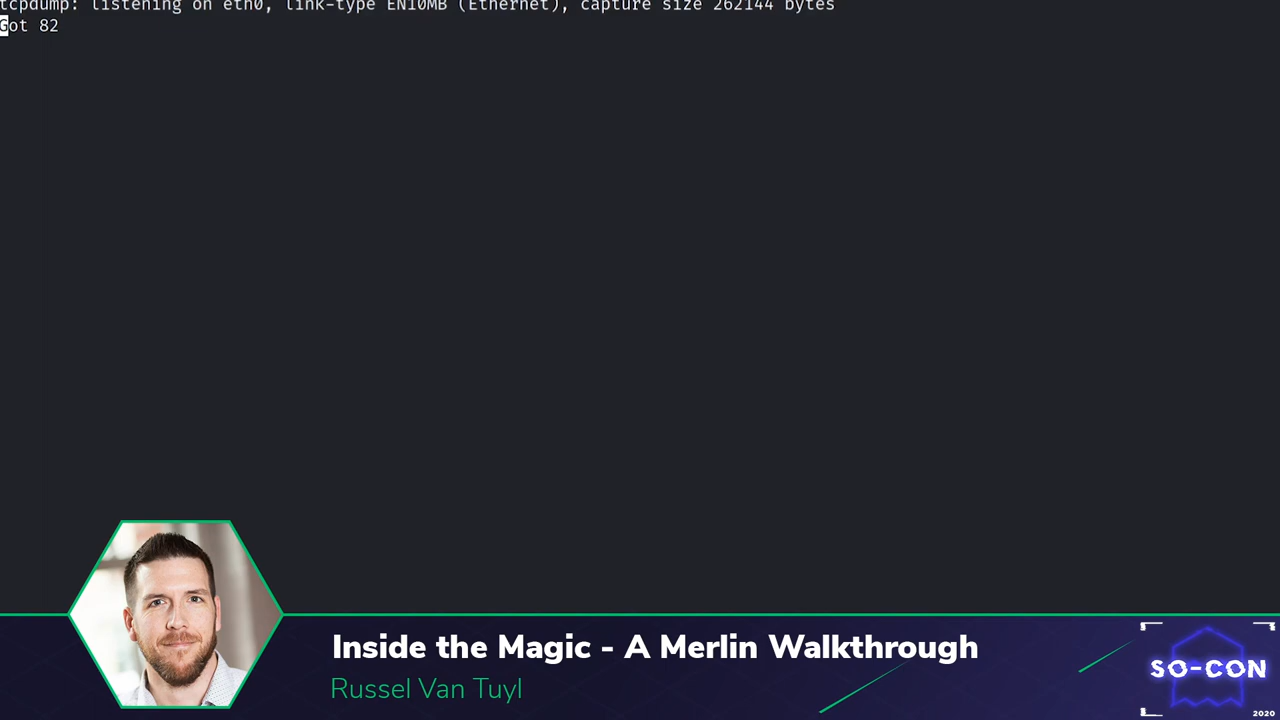 tcpdump: listening on eth0, link-type EN10MB (Ethernet), capture size 262144 bytes
Got 82
Inside the Magic - A Merlin Walkthrough
Russel Van Tuyl
SO-CON
2020